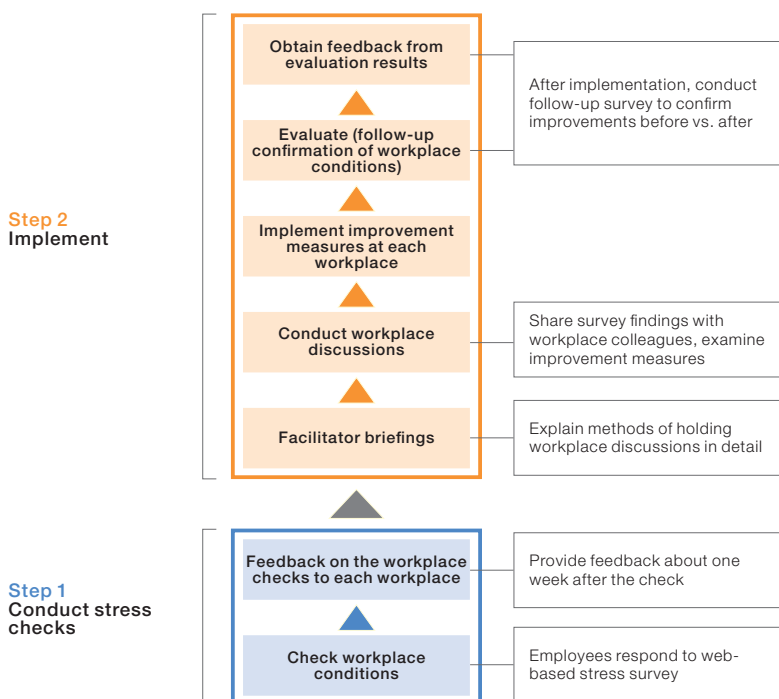 Obtain feedback from
evaluation results
After implementation, conduct
follow-up survey to confirm
improvements before vs. after
Evaluate (follow-up
confirmation of workplace
conditions)
Step 2
Implement
Implement improvement
measures at each
workplace
Conduct workplace
discussions
Share survey findings with
workplace colleagues, examine
improvement measures
Facilitator briefings
Explain methods of holding
workplace discussions in detail
Step 1
Conduct stress
checks
Feedback on the workplace
checks to each workplace
Provide feedback about one
week after the check
Check workplace
conditions
Employees respond to web-
based stress survey